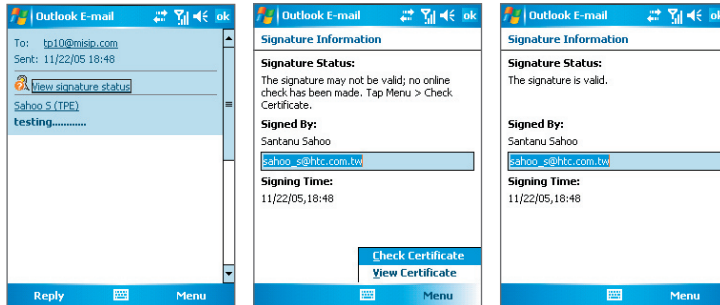 Outlook E-mail
ok
To: tp10@misip.com
Sent: 11/22/05 18:48
View signature status
Sahoo S (TPE)
testing............
Reply
Menu
Outlook E-mail
ok
Signature Information
Signature Status:
The signature may not be valid; no online
check has been made. Tap Menu > Check
Certificate.
Signed By:
Santanu Sahoo
sahoo_s@htc.com.tw
Signing Time:
11/22/05,18:48
Check Certificate
View Certificate
Menu
Outlook E-mail
ok
Signature Information
Signature Status:
The signature is valid.
Signed By:
Santanu Sahoo
sahoo_s@htc.com.tw
Signing Time:
11/22/05,18:48
Menu